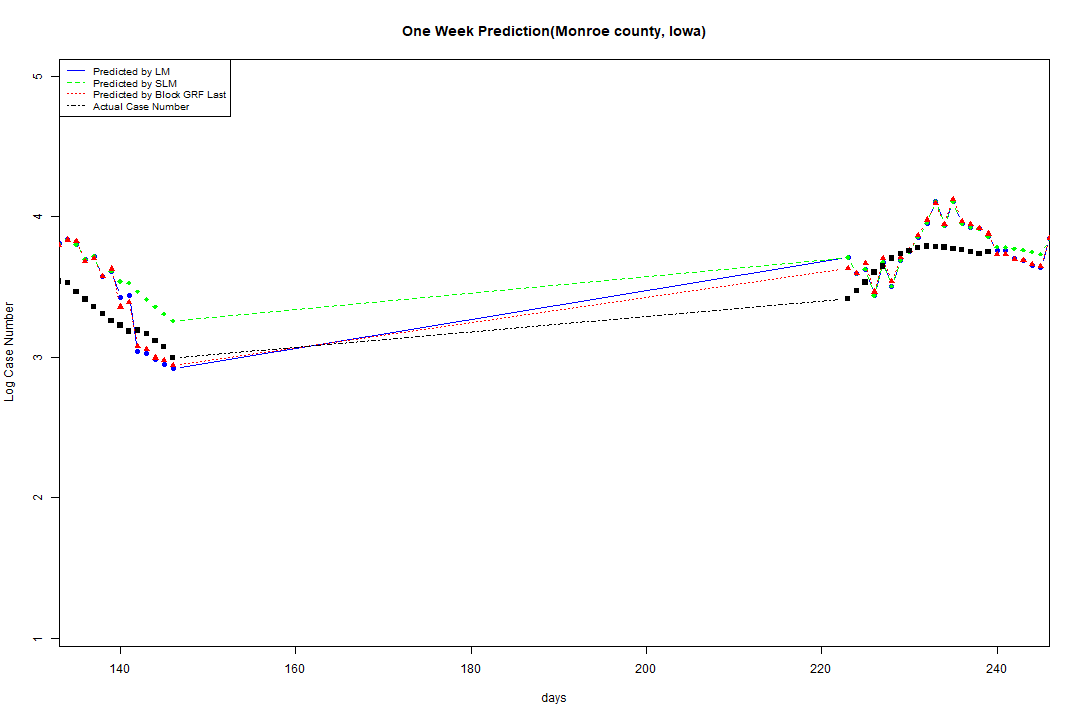 One Week Prediction(Monroe county, Iowa)
Predicted by LM
Predicted by SLM
Predicted by Block GRF Last
Actual Case Number
5
4
3
2
1
Log Case Number
140 160 180 200 220 240
days